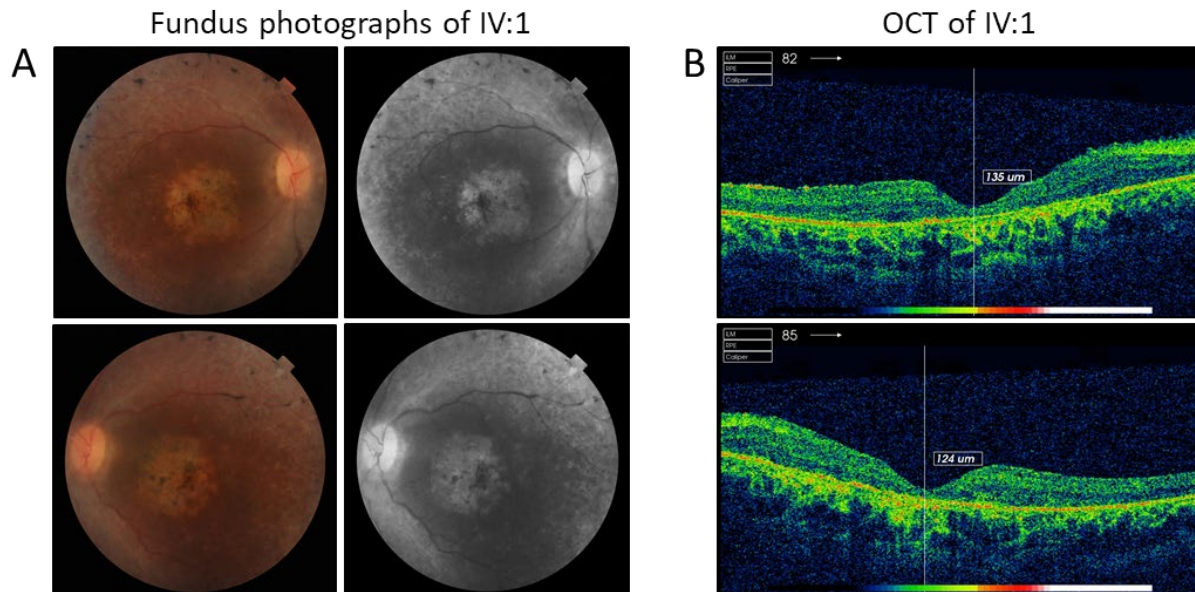 Fundus photographs of IV:1
OCT of IV:1
A
B
ILM
RPE
Caliper
82
135 um
ILM
RPE
Caliper
85
124 um